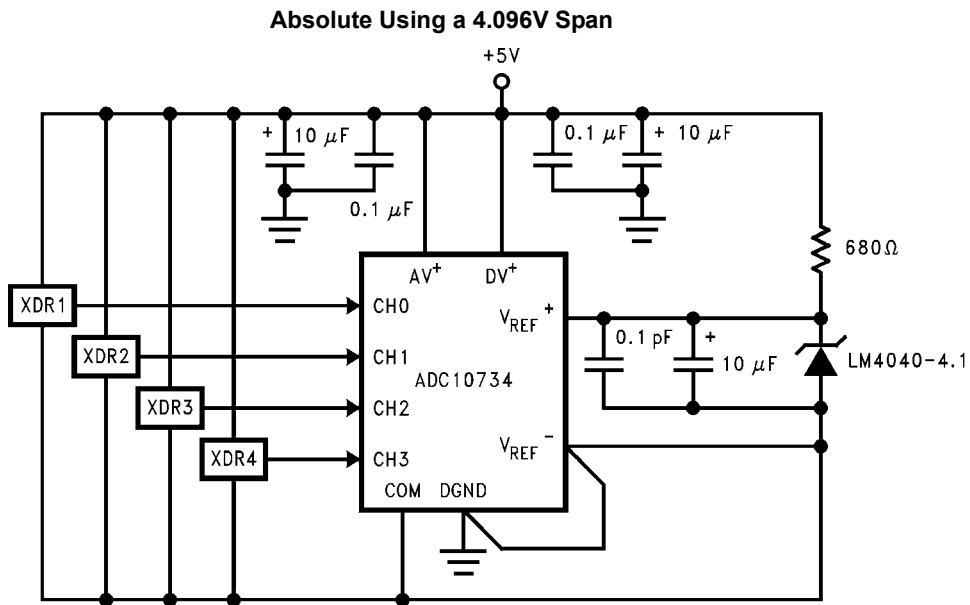 Absolute Using a 4.096V Span
+5V
+ 10 μF
0.1 μF
0.1 μF + 10 μF
680Ω
AV+ DV+
XDR1
CH0
VREF+
XDR2
CH1
0.1 pF
+ 10 μF
LM4040-4.1
ADC10734
XDR3
CH2
XDR4
CH3
VREF-
COM DGND